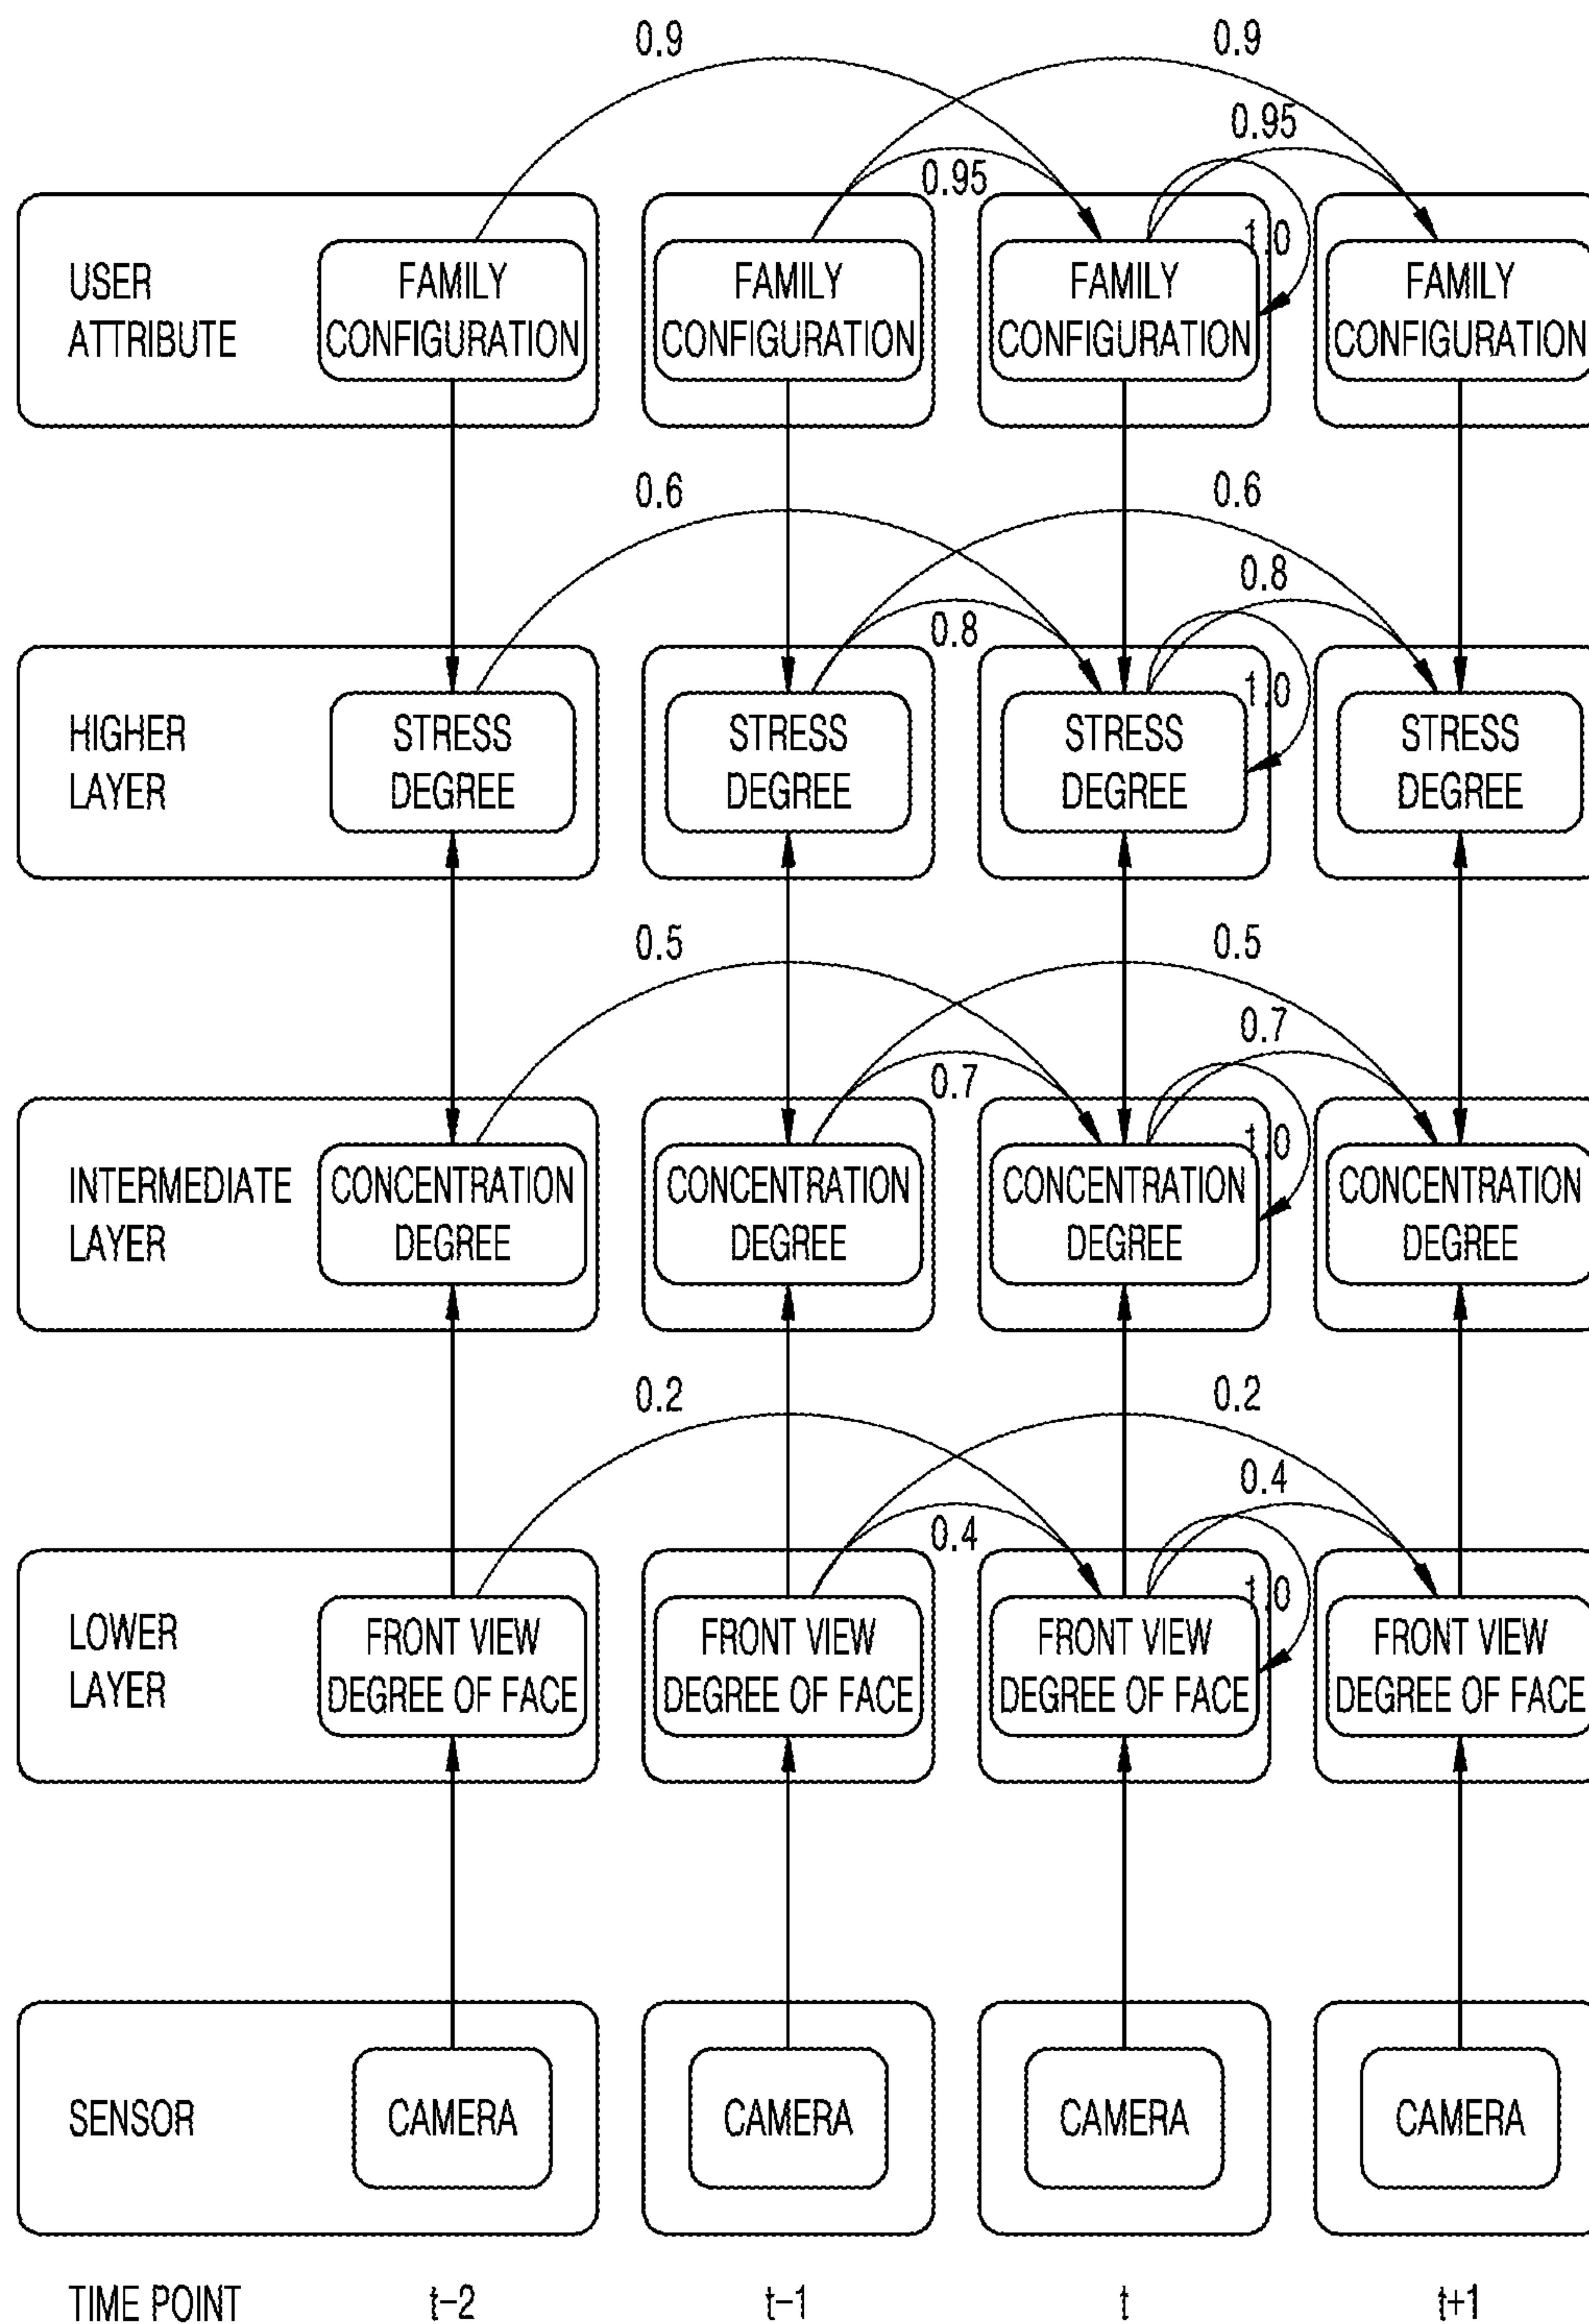 0.9
0.9
0.95
0.95
1.0
USER
ATTRIBUTE
FAMILY
CONFIGURATION
FAMILY
CONFIGURATION
FAMILY
CONFIGURATION
FAMILY
CONFIGURATION
0.6
0.6
0.8
0.8
1.0
HIGHER
LAYER
STRESS
DEGREE
STRESS
DEGREE
STRESS
DEGREE
STRESS
DEGREE
0.5
0.5
0.7
0.7
1.0
INTERMEDIATE
LAYER
CONCENTRATION
DEGREE
CONCENTRATION
DEGREE
CONCENTRATION
DEGREE
CONCENTRATION
DEGREE
0.2
0.2
0.4
0.4
1.0
LOWER
LAYER
FRONT VIEW
DEGREE OF FACE
FRONT VIEW
DEGREE OF FACE
FRONT VIEW
DEGREE OF FACE
FRONT VIEW
DEGREE OF FACE
SENSOR
CAMERA
CAMERA
CAMERA
CAMERA
TIME POINT
t-2
t-1
t
t+1